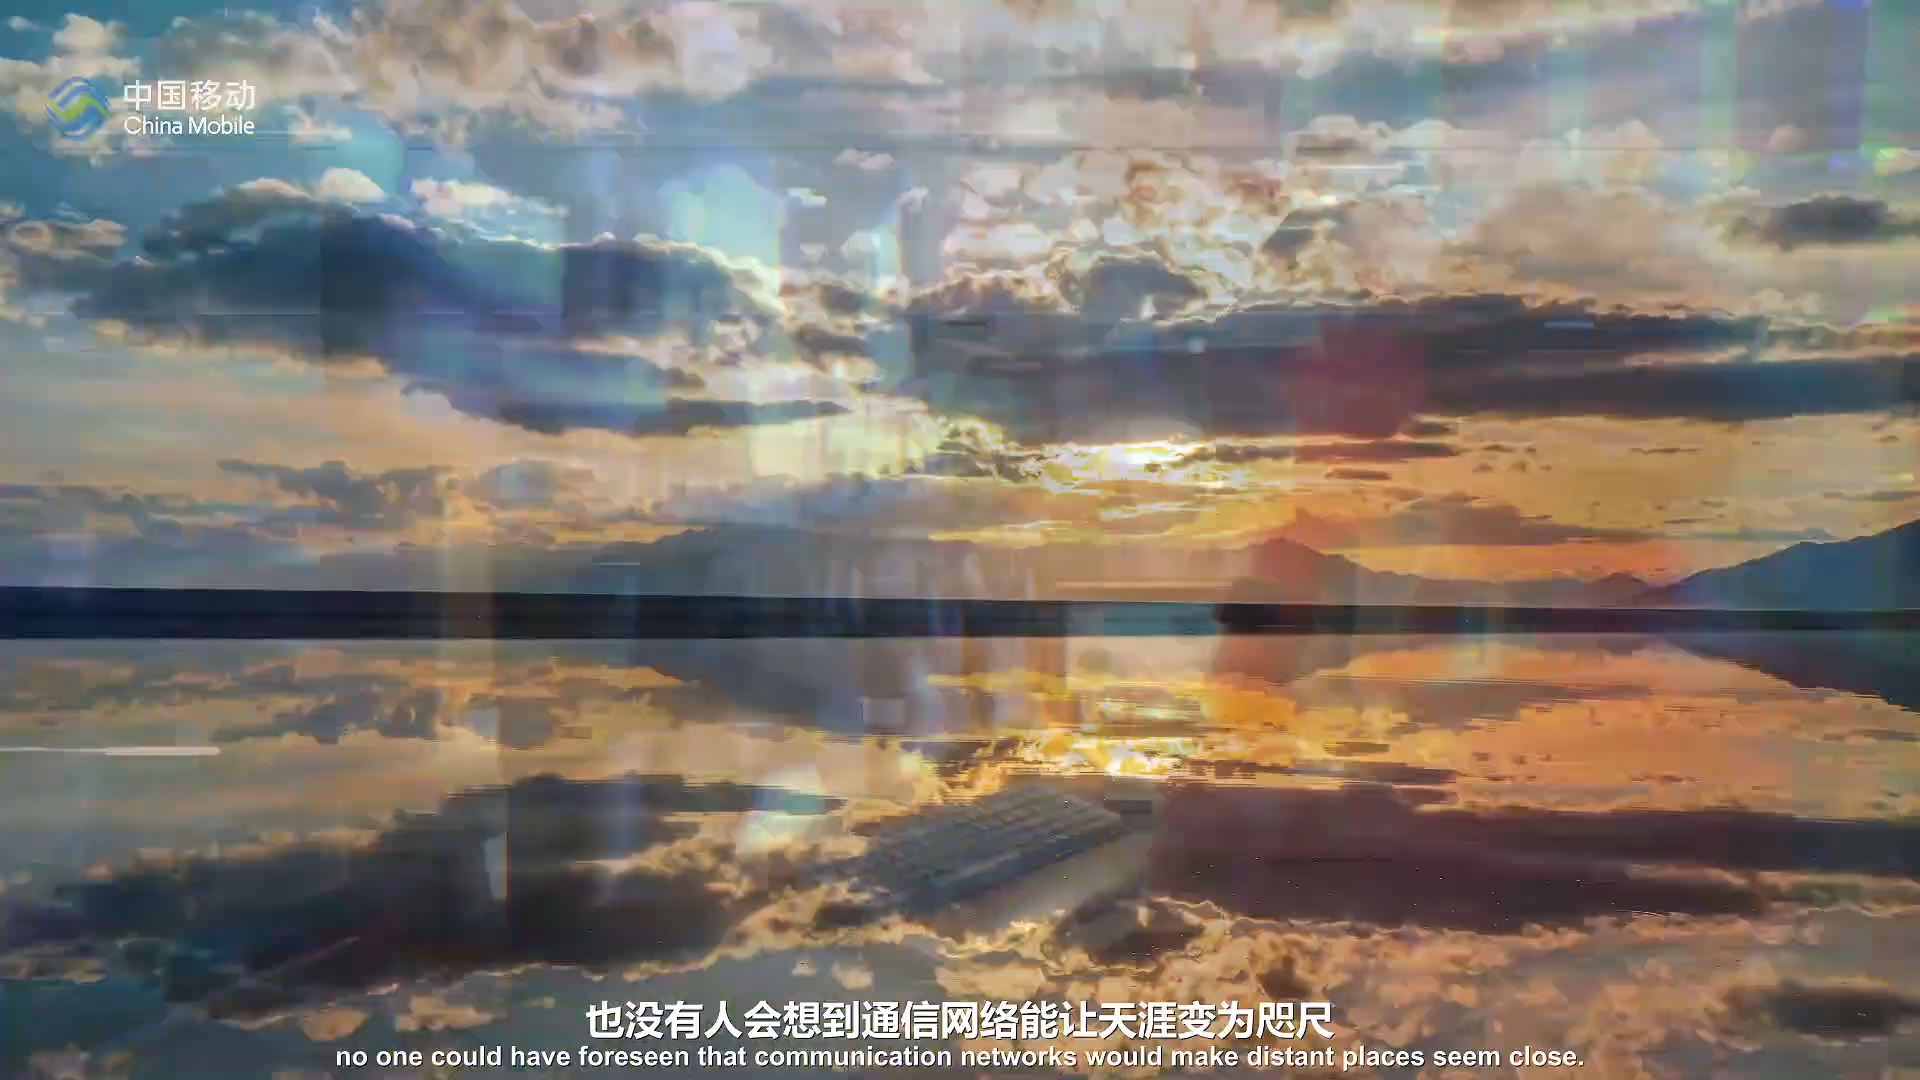 中国移动
China Mobile
也没有人会想到通信网络能让天涯变为咫尺
no one could have foreseen that communication networks would make distant places seem close.